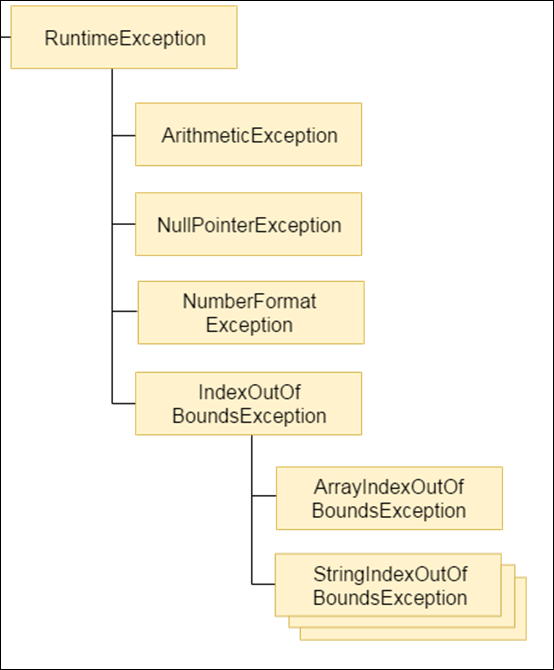 RuntimeException
ArithmeticException
NullPointerException
NumberFormat
Exception
IndexOutOf
BoundsException
ArrayIndexOutOf
BoundsException
StringIndexOutOf
BoundsException